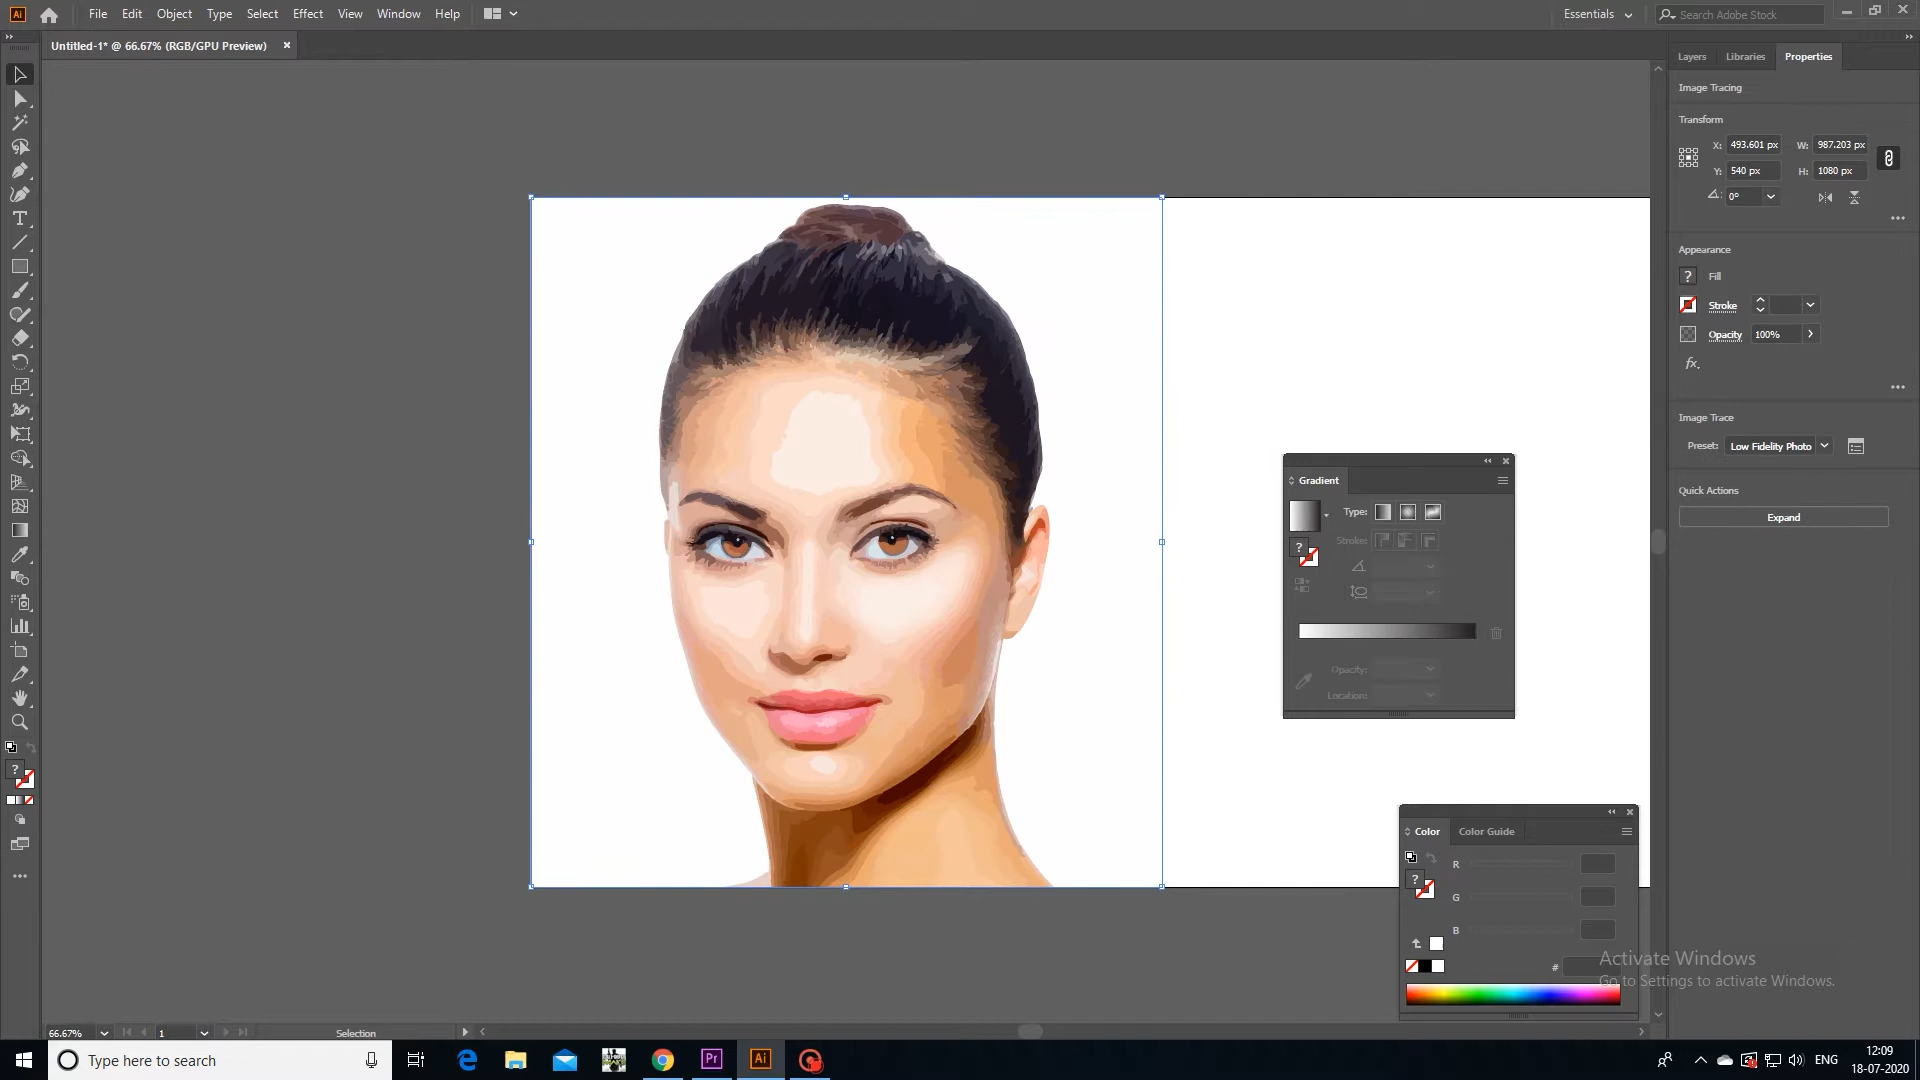 Ai File Edit Object Type Select Effect View Window Help
Essentials
Search Adobe Stock
Untitled-1* @ 66.67% (RGB/GPU Preview) ×
Layers Libraries Properties
Image Tracing
Transform
X: 493.601 px W: 987.203 px
Y: 540 px H: 1080 px
0°
Appearance
? Fill
Stroke
Opacity 100%
fx.
Image Trace
Preset: Low Fidelity Photo
Quick Actions
Expand
Gradient
Type:
?
Stroke:
Opacity:
Location:
?
Color Color Guide
R
? G
B
#
Activate Windows
Go to Settings to activate Windows.
66.67% 1 Selection
Type here to search
Pr Ai
ENG
12:09
18-07-2020